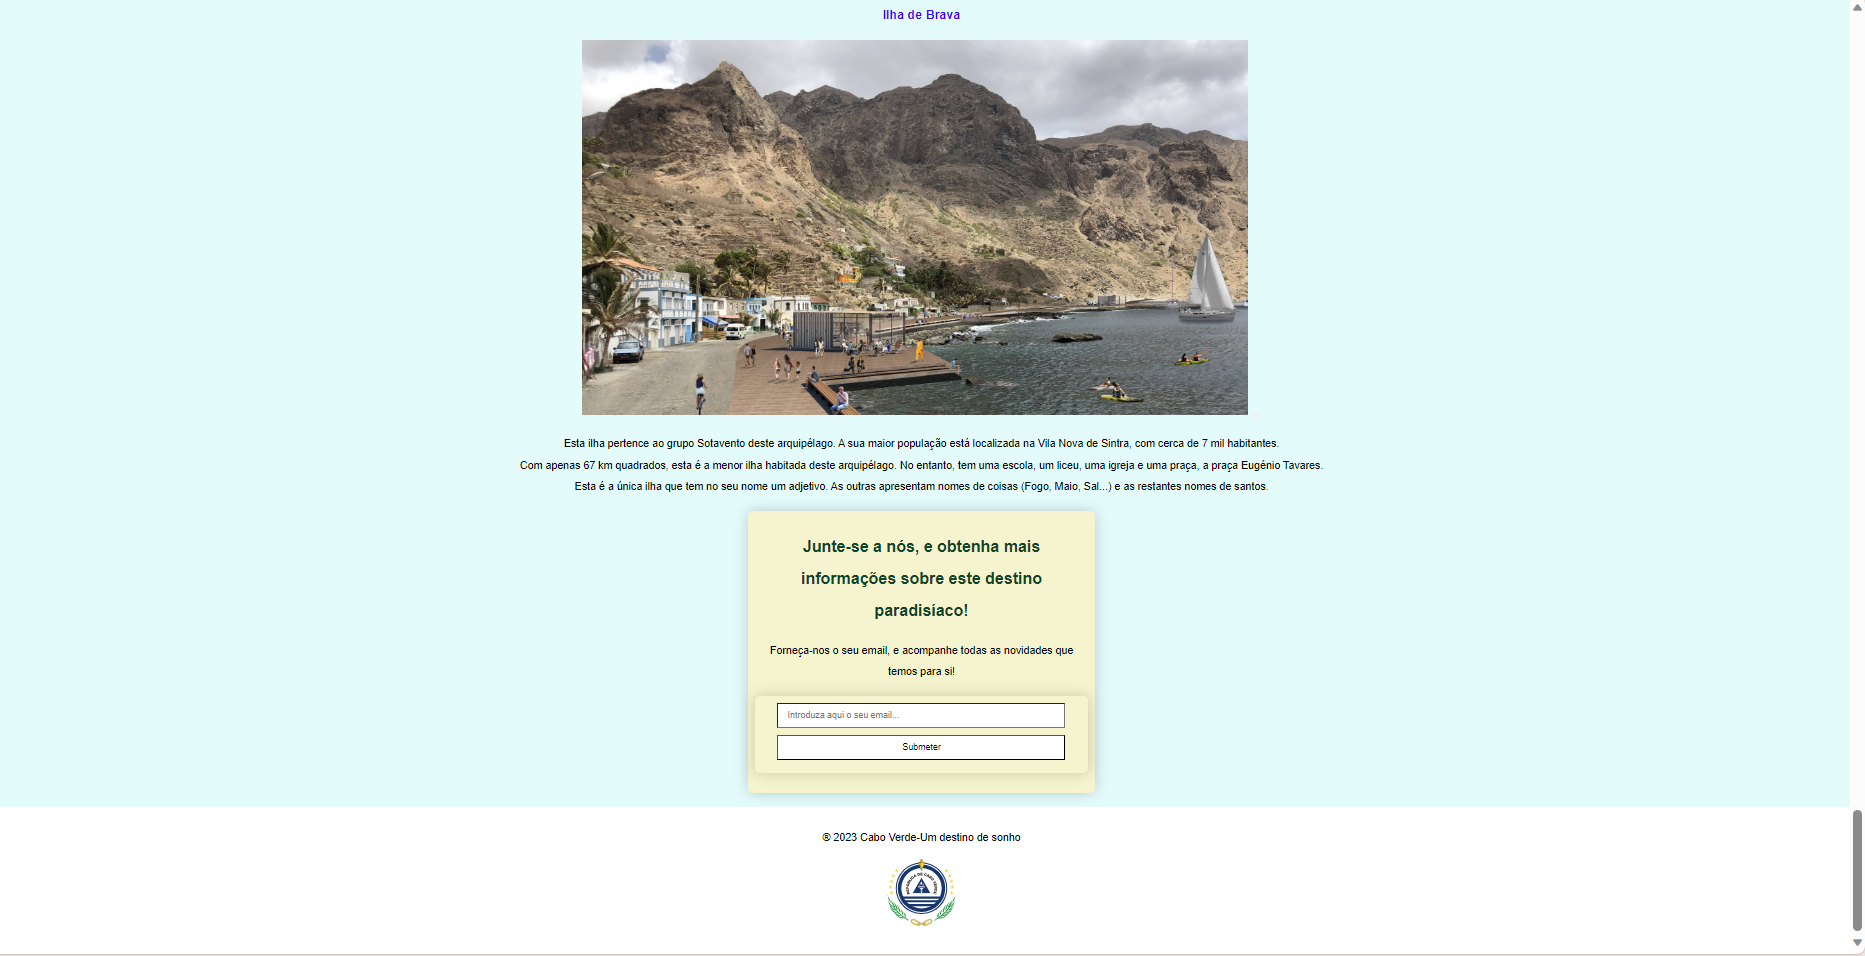 Ilha de Brava
Esta ilha pertence ao grupo Sotavento deste arquipélago. A sua maior população está localizada na Vila Nova de Sintra, com cerca de 7 mil habitantes.
Com apenas 67 km quadrados, esta é a menor ilha habitada deste arquipélago. No entanto, tem uma escola, um liceu, uma igreja e uma praça, a praça Eugénio Tavares.
Esta é a única ilha que tem no seu nome um adjetivo. As outras apresentam nomes de coisas (Fogo, Maio, Sal...) e as restantes nomes de santos.
Junte-se a nós, e obtenha mais
informações sobre este destino
paradisíaco!
Forneça-nos o seu email, e acompanhe todas as novidades que
temos para si!
Introduza aqui o seu email...
Submeter
® 2023 Cabo Verde-Um destino de sonho
REPÚBLICA DE CABO VERDE